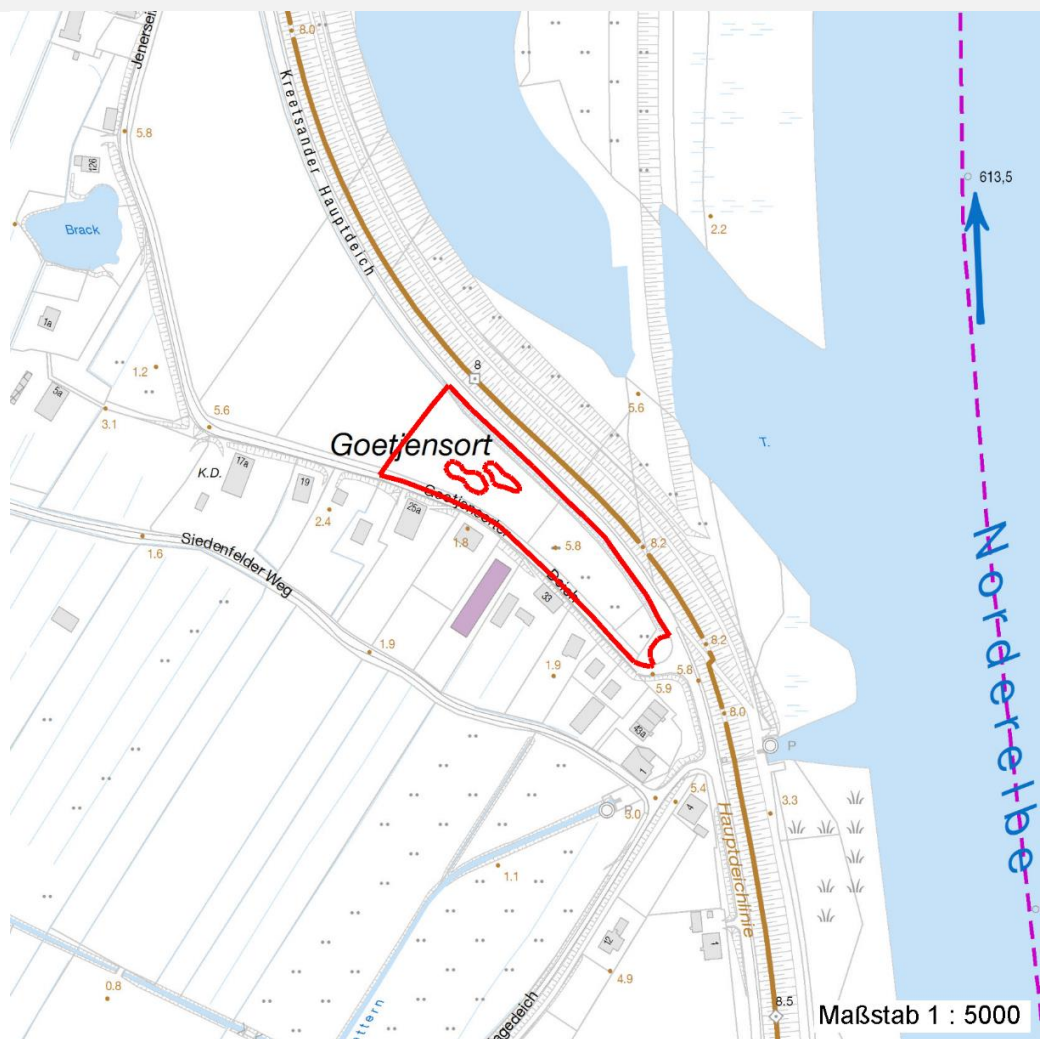 8.0
Jenerseit
Kreetsander Hauptdeich
5.8
126
613,5
Brack
2.2
1a
1.2
8
5a
3.1
5.6
5.6
T.
Goetjensort
K.D.
17a
19
2.4
25a
Goetjensorter
1.8
5.8
8.2
1.6
Siedenfelder Weg
Deich
33
Norderelbe
1.9
1.9
8.2
5.8
5.9
8.0
43a
P
1
5.4
4
3.0
3.3
Hauptdeichlinie
1.1
12
1
4.9
0.8
8.5
Maßstab 1 : 5000